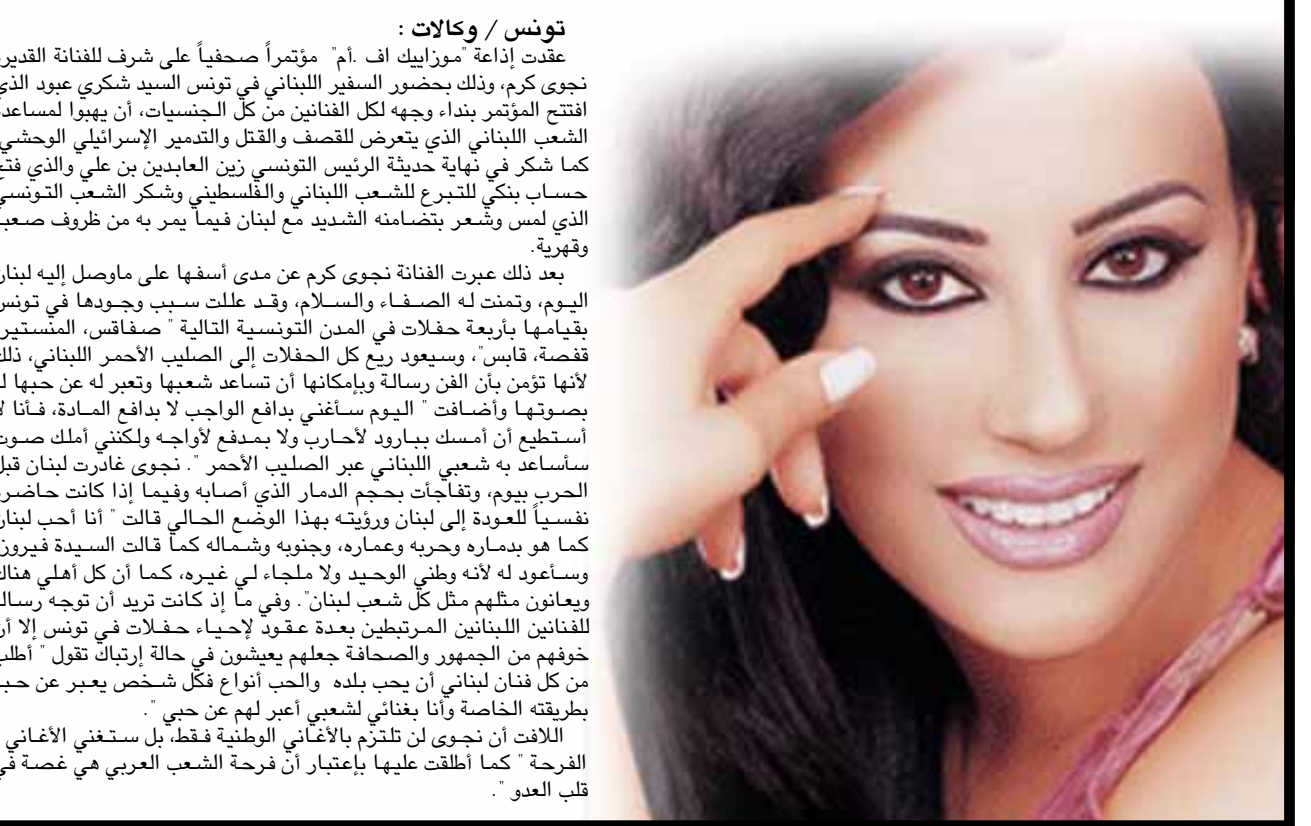 تونس / وكالات :
عقدت إذاعة "موزاييك اف .أم" مؤتمراً صحفياً على شرف للفنانة القدير
نجوى كرم، وذلك بحضور السفير اللبناني في تونس السيد شكري عبود الذي
افتتح المؤتمر بنداء وجهه لكل الفنانين من كل الجنسيات، أن يهبوا لمساعد
الشعب اللبناني الذي يتعرض للقصف والقتل والتدمير الإسرائيلي الوحشي
كما شكر في نهاية حديثة الرئيس التونسي زين العابدين بن علي والذي فتح
حساب بنكي للتبرع للشعب اللبناني والفلسطيني وشكر الشعب التونسي
الذي لمس وشعر بتضامنه الشديد مع لبنان فيما يمر به من ظروف صعب
وقهرية.
بعد ذلك عبرت الفنانة نجوى كرم عن مدى أسفها على ماوصل إليه لبنان
اليوم، وتمنت له الصفاء والسلام، وقد عللت سبب وجودها في تونس
بقيامها بأربعة حفلات في المدن التونسية التالية " صفاقس، المنستير
قفصة، قابس"، وسيعود ريع كل الحفلات إلى الصليب الأحمر اللبناني، ذلك
لأنها تؤمن بأن الفن رسالة وبإمكانها أن تساعد شعبها وتعبر له عن حبها ل
بصوتها وأضافت " اليوم سأغني بدافع الواجب لا بدافع المادة، فأنا لا
أستطيع أن أمسك ببارود لأحارب ولا بمدفع لأواجه ولكنني أملك صوت
سأساعد به شعبي اللبناني عبر الصليب الأحمر ". نجوى غادرت لبنان قبل
الحرب بيوم، وتفاجأت بحجم الدمار الذي أصابه وفيما إذا كانت حاضر
نفسياً للعودة إلى لبنان ورؤيته بهذا الوضع الحالي قالت " أنا أحب لبنان
كما هو بدماره وحربه وعماره، وجنوبه وشماله كما قالت السيدة فيروز
وسأعود له لأنه وطني الوحيد ولا ملجاء لي غيره، كما أن كل أهلي هناك
ويعانون مثلهم مثل كل شعب لبنان". وفي ما إذ كانت تريد أن توجه رسال
للفنانين اللبنانين المرتبطين بعدة عقود لإحياء حفلات في تونس إلا أن
خوفهم من الجمهور والصحافة جعلهم يعيشون في حالة إرتباك تقول " أطلب
من كل فنان لبناني أن يحب بلده والحب أنواع فكل شخص يعبر عن حب
بطريقته الخاصة وأنا بغنائي لشعبي أعبر لهم عن حبي ".
اللافت أن نجوى لن تلتزم بالأغاني الوطنية فقط، بل ستغني الأغاني
الفرحة " كما أطلقت عليها بإعتبار أن فرحة الشعب العربي هي غصة في
قلب العدو ".